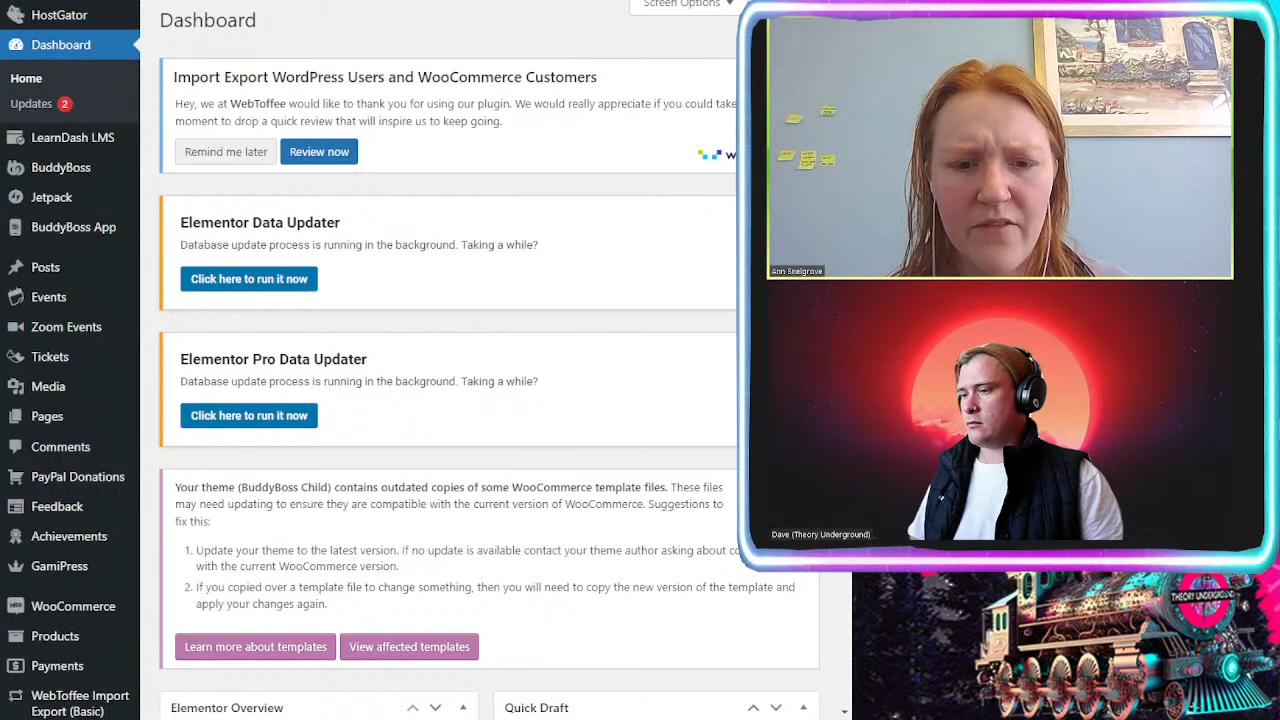 HostGator
Dashboard
Home
Updates 2
LearnDash LMS
BuddyBoss
Jetpack
BuddyBoss App
Posts
Events
Zoom Events
Tickets
Media
Pages
Comments
PayPal Donations
Feedback
Achievements
GamiPress
WooCommerce
Products
Payments
WebToffee Import
Export (Basic)
Dashboard
Screen Options
Import Export WordPress Users and WooCommerce Customers
Hey, we at WebToffee would like to thank you for using our plugin. We would really appreciate if you could take
moment to drop a quick review that will inspire us to keep going.
Remind me later
Review now
Elementor Data Updater
Database update process is running in the background. Taking a while?
Click here to run it now
Elementor Pro Data Updater
Database update process is running in the background. Taking a while?
Click here to run it now
Your theme (BuddyBoss Child) contains outdated copies of some WooCommerce template files. These files
may need updating to ensure they are compatible with the current version of WooCommerce. Suggestions to
fix this:
1. Update your theme to the latest version. If no update is available contact your theme author asking about
with the current WooCommerce version.
2. If you copied over a template file to change something, then you will need to copy the new version of the template and
apply your changes again.
Learn more about templates
View affected templates
Elementor Overview
Quick Draft
Ann Snelgrove
Dave (Theory Underground)
THEORY UNDERGROUND